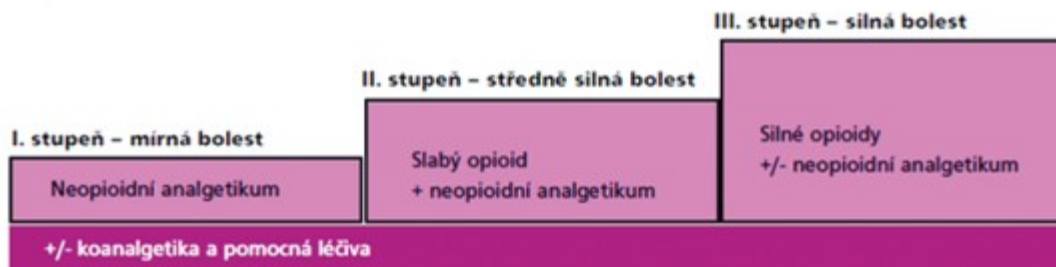 I. stupeň – mírná bolest
Neopioidní analgetikum
II. stupeň – středně silná bolest
Slabý opioid
+ neopioidní analgetikum
III. stupeň – silná bolest
Silné opioidy
+/- neopioidní analgetikum
+/- koanalgetika a pomocná léčiva